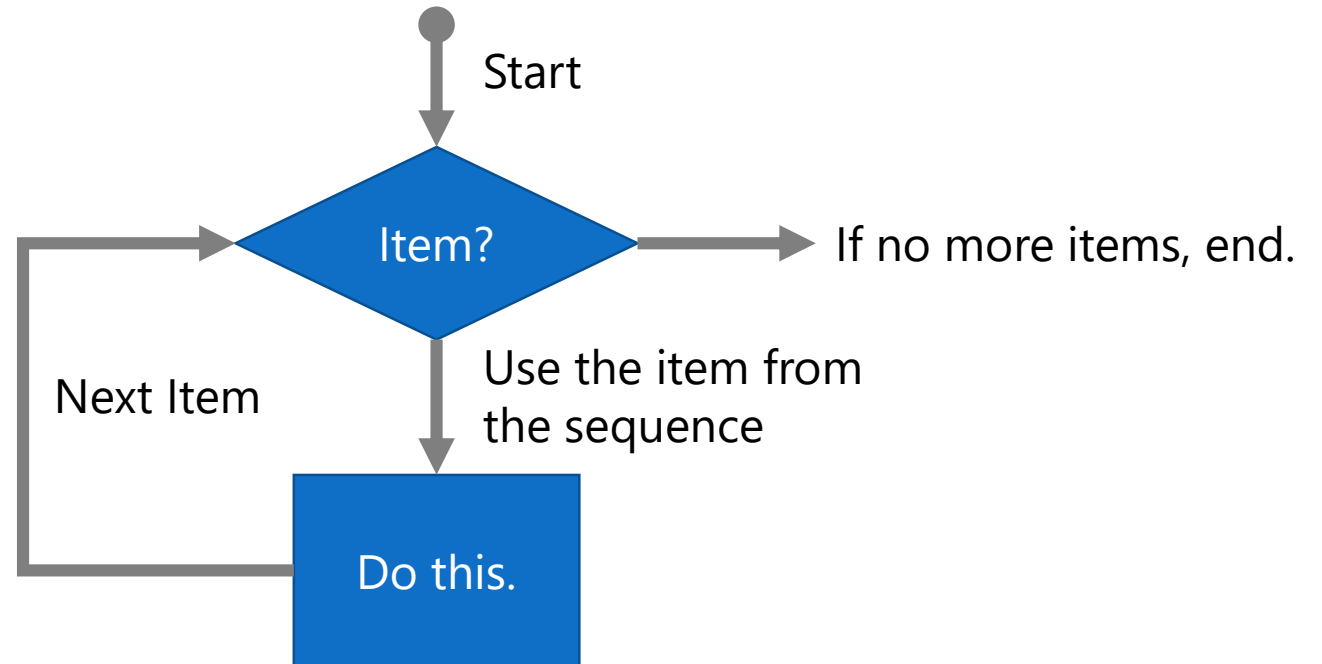 Start
Item?
If no more items, end.
Use the item from
the sequence
Next Item
Do this.